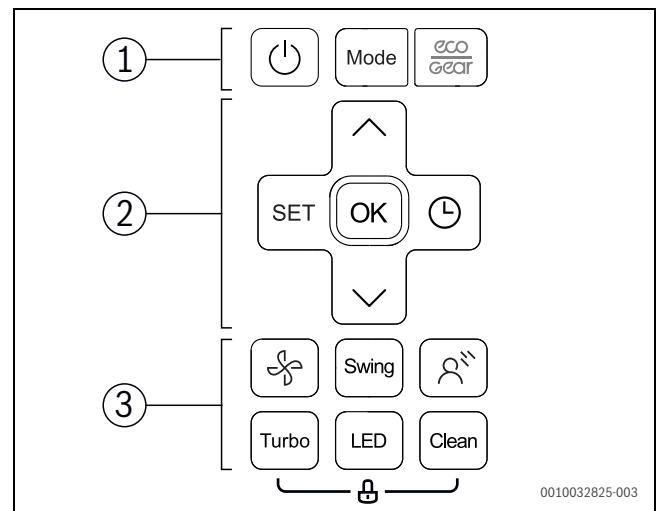 1
Mode
eco
Gear
2
SET
OK
3
Swing
Turbo
LED
Clean
0010032825-003